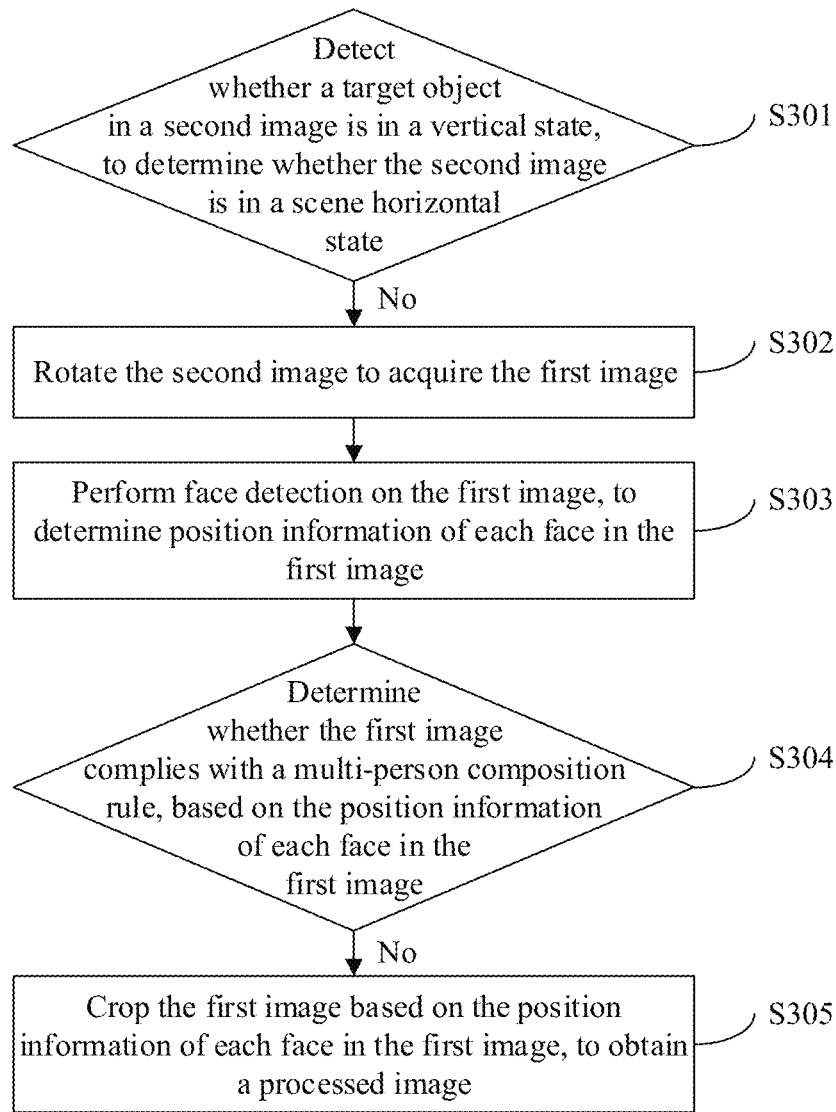 Detect
whether a target object
in a second image is in a vertical state,
to determine whether the second image
is in a scene horizontal
state
S301
No
Rotate the second image to acquire the first image
S302
Perform face detection on the first image, to
determine position information of each face in the
first image
S303
Determine
whether the first image
complies with a multi-person composition
rule, based on the position information
of each face in the
first image
S304
No
Crop the first image based on the position
information of each face in the first image, to obtain
a processed image
S305